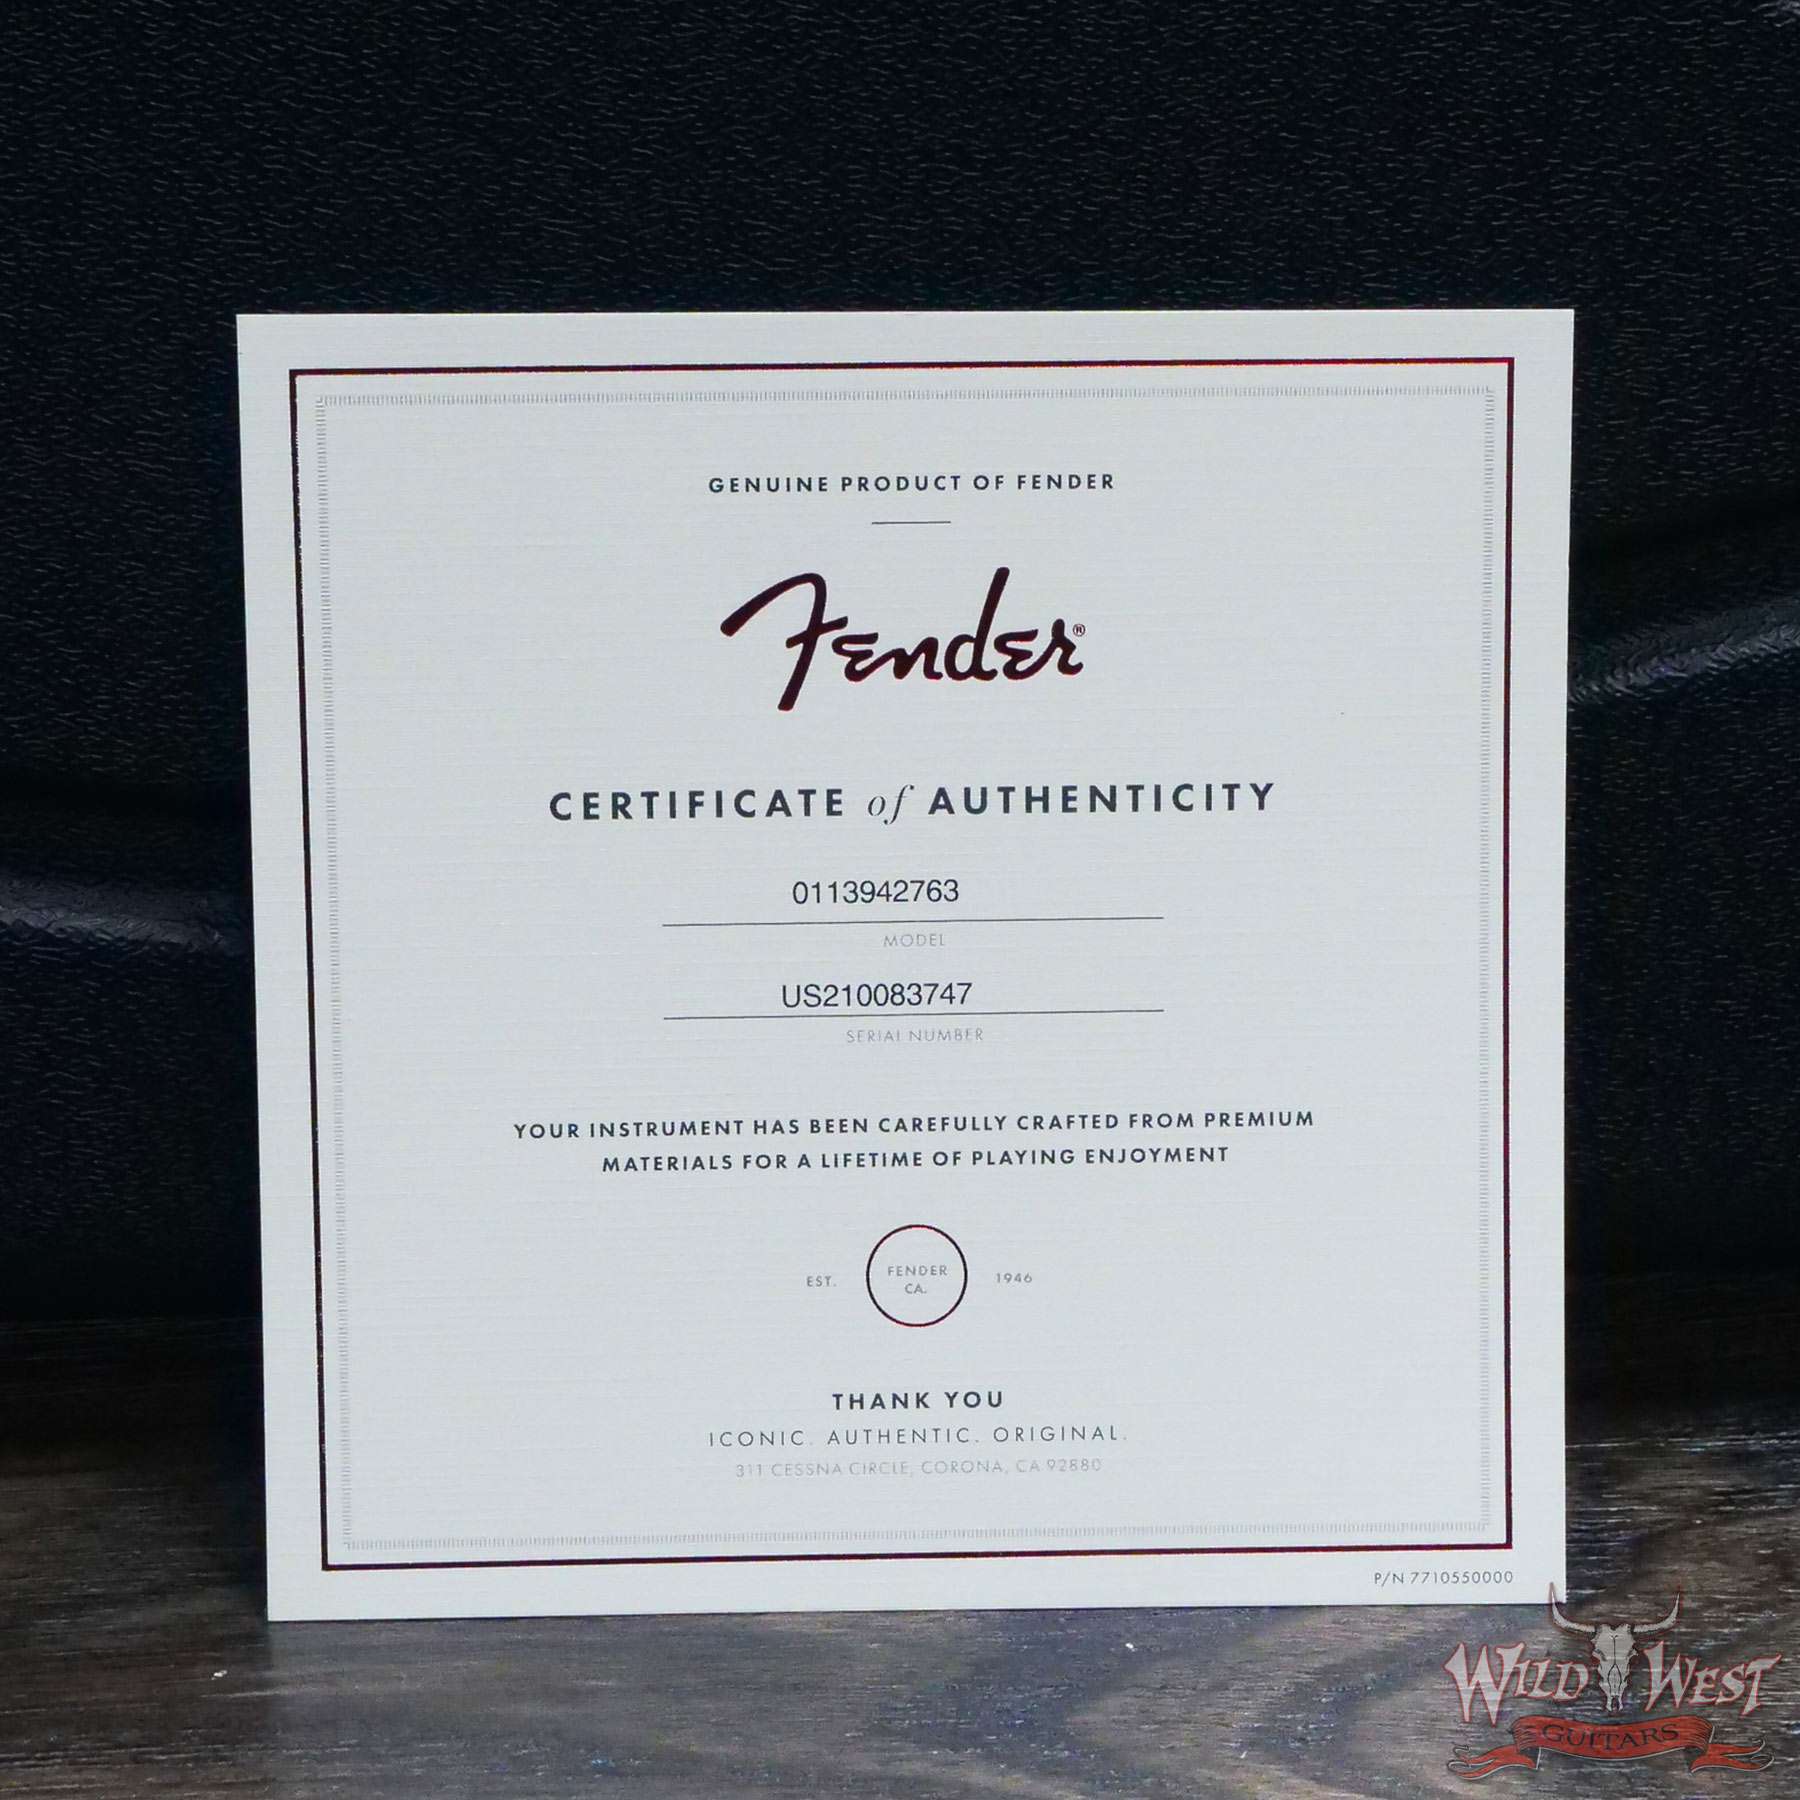 GENUINE PRODUCT OF FENDER
Fender®
CERTIFICATE of AUTHENTICITY
0113942763
MODEL
US210083747
SERIAL NUMBER
YOUR INSTRUMENT HAS BEEN CAREFULLY CRAFTED FROM PREMIUM
MATERIALS FOR A LIFETIME OF PLAYING ENJOYMENT
EST. FENDER CA. 1946
THANK YOU
ICONIC. AUTHENTIC. ORIGINAL.
311 CESSNA CIRCLE, CORONA, CA 92880
P/N 7710550000
WILD WEST
GUITARS